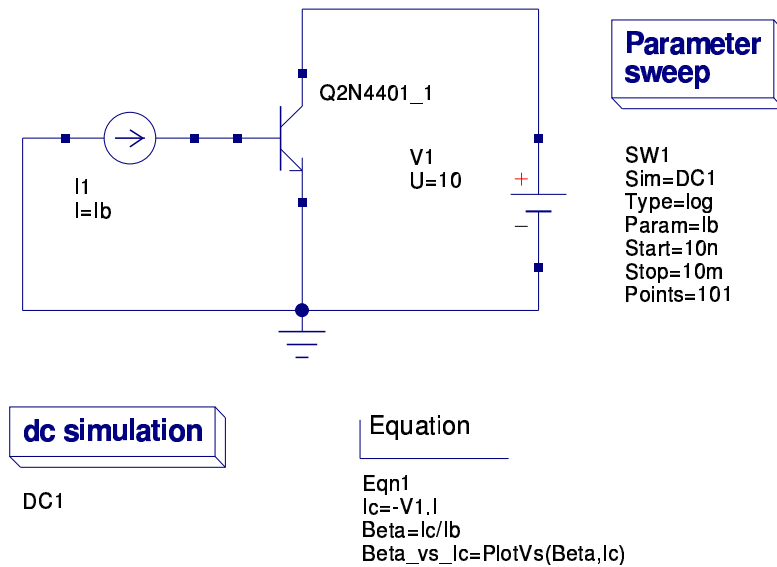 Parameter
sweep
Q2N4401_1
V1
U=10
+
−
I1
I=Ib
SW1
Sim=DC1
Type=log
Param=Ib
Start=10n
Stop=10m
Points=101
dc simulation
DC1
Equation
Eqn1
Ic=-V1.I
Beta=Ic/Ib
Beta_vs_Ic=PlotVs(Beta,Ic)